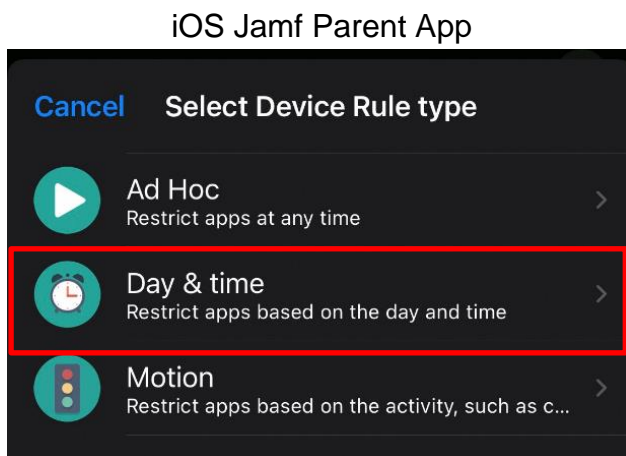 iOS Jamf Parent App
Cancel Select Device Rule type
Ad Hoc
Restrict apps at any time
Day & time
Restrict apps based on the day and time
Motion
Restrict apps based on the activity, such as c...